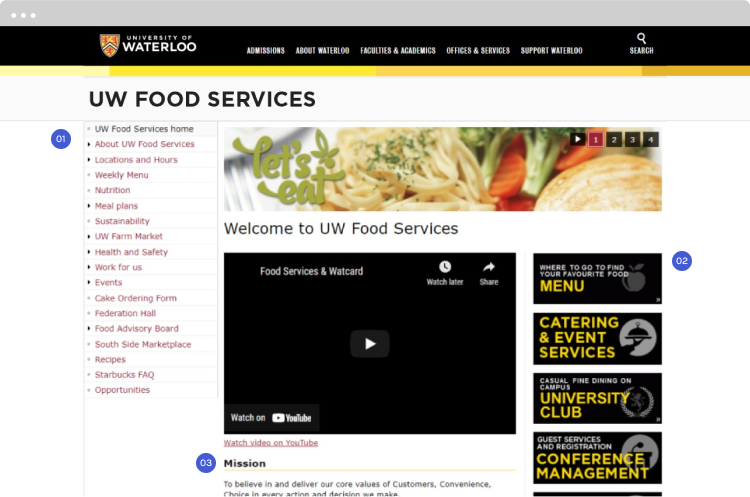 UNIVERSITY OF
WATERLOO
ADMISSIONS ABOUT WATERLOO FACULTIES & ACADEMICS OFFICES & SERVICES SUPPORT WATERLOO
SEARCH
UW FOOD SERVICES
01
UW Food Services home
About UW Food Services
Locations and Hours
Weekly Menu
Nutrition
Meal plans
Sustainability
UW Farm Market
Health and Safety
Work for us
Events
Cake Ordering Form
Federation Hall
Food Advisory Board
South Side Marketplace
Recipes
Starbucks FAQ
Opportunities
let's
eat
1 2 3 4
Welcome to UW Food Services
Food Services & Watcard
Watch later Share
Watch on YouTube
Watch video on YouTube
03
Mission
To believe in and deliver our core values of Customers, Convenience,
Choice in every action and decision we make.
02
WHERE TO GO TO FIND
YOUR FAVOURITE FOOD
MENU
»
CATERING
& EVENT
SERVICES
CASUAL FINE DINING ON
CAMPUS
UNIVERSITY
CLUB
»
GUEST SERVICES
AND REGISTRATION
CONFERENCE
MANAGEMENT